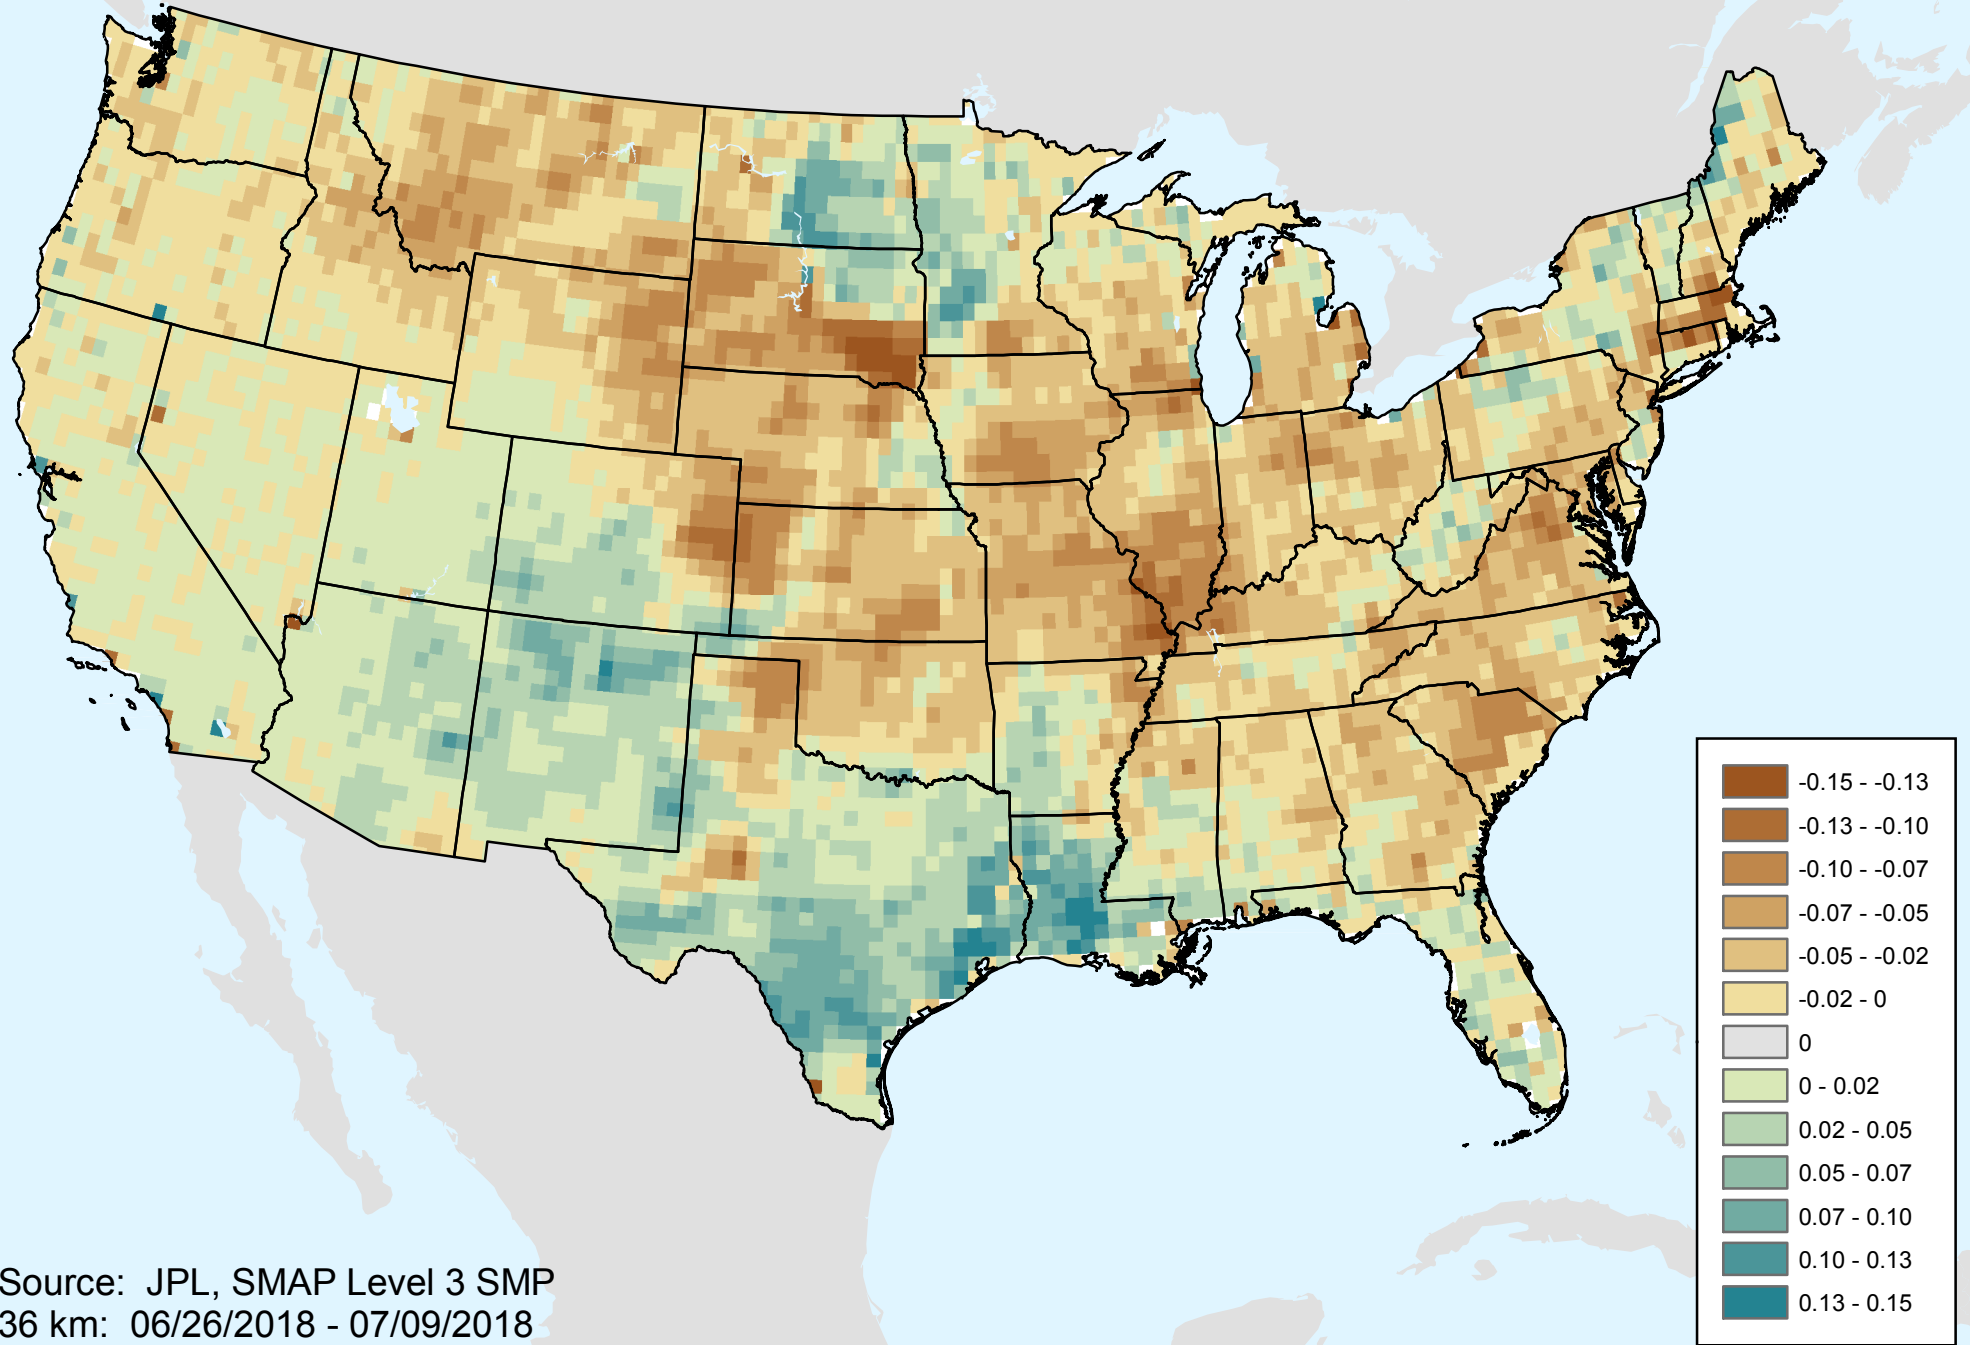 -0.15 - -0.13
-0.13 - -0.10
-0.10 - -0.07
-0.07 - -0.05
-0.05 - -0.02
-0.02 - 0
0
0 - 0.02
0.02 - 0.05
0.05 - 0.07
0.07 - 0.10
0.10 - 0.13
0.13 - 0.15
Source: JPL, SMAP Level 3 SMP
36 km: 06/26/2018 - 07/09/2018